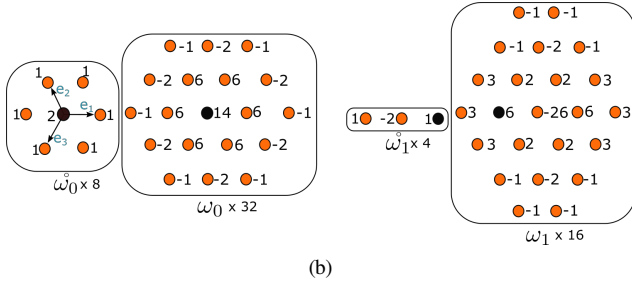 1 1
e₂
1 2 e₁ 1
e₃
1 1
ω̊₀ x 8
-1 -2 -1
-2 6 6 -2
-1 6 14 6 -1
-2 6 6 -2
-1 -2 -1
ω₀ x 32
1 -2 1
ω̊₁ x 4
-1 -1
-1 -2 -1
3 2 2 3
3 6 -26 6 3
3 2 2 3
-1 -2 -1
-1 -1
ω₁ x 16
(b)